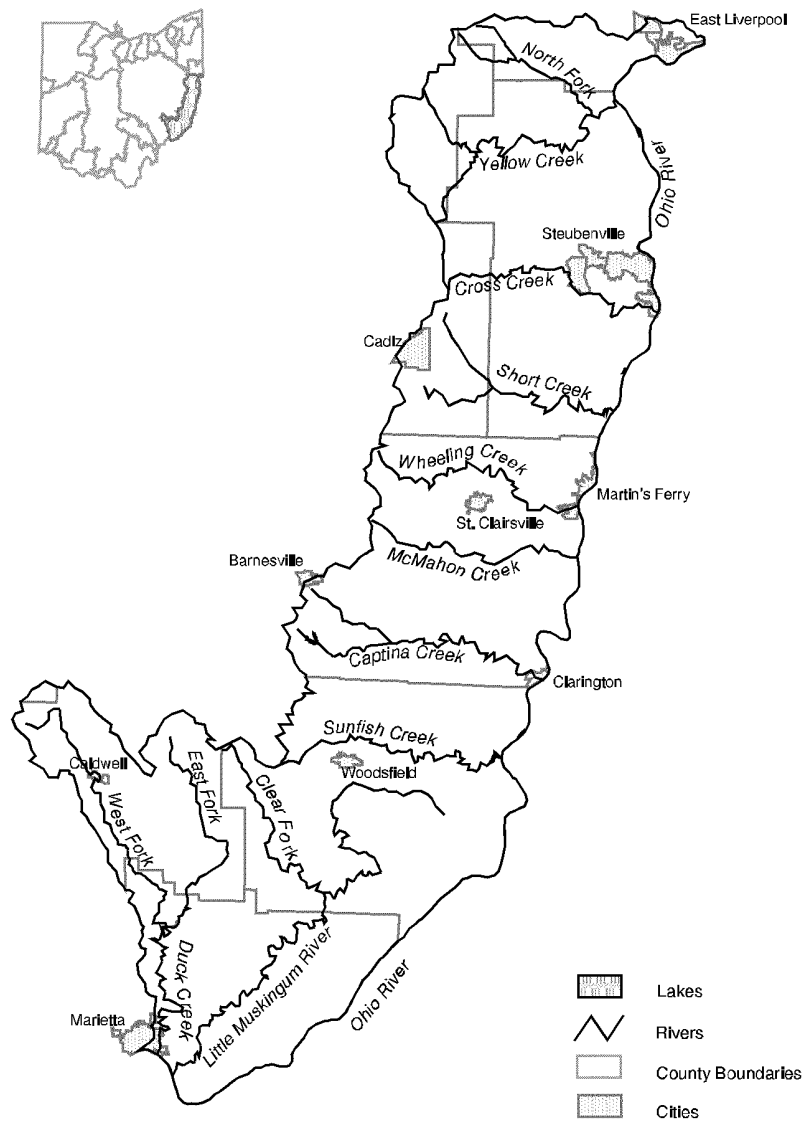 East Liverpool
North Fork
Yellow Creek
Ohio River
Steubenville
Cross Creek
Cadiz
Short Creek
Wheeling Creek
Martin's Ferry
St. Clairsville
McMahon Creek
Barnesville
Captina Creek
Clarington
Sunfish Creek
Woodsfield
Caldwell
East Fork
Clear Fork
West Fork
Duck Creek
Little Muskingum River
Ohio River
Marietta
Lakes
Rivers
County Boundaries
Cities